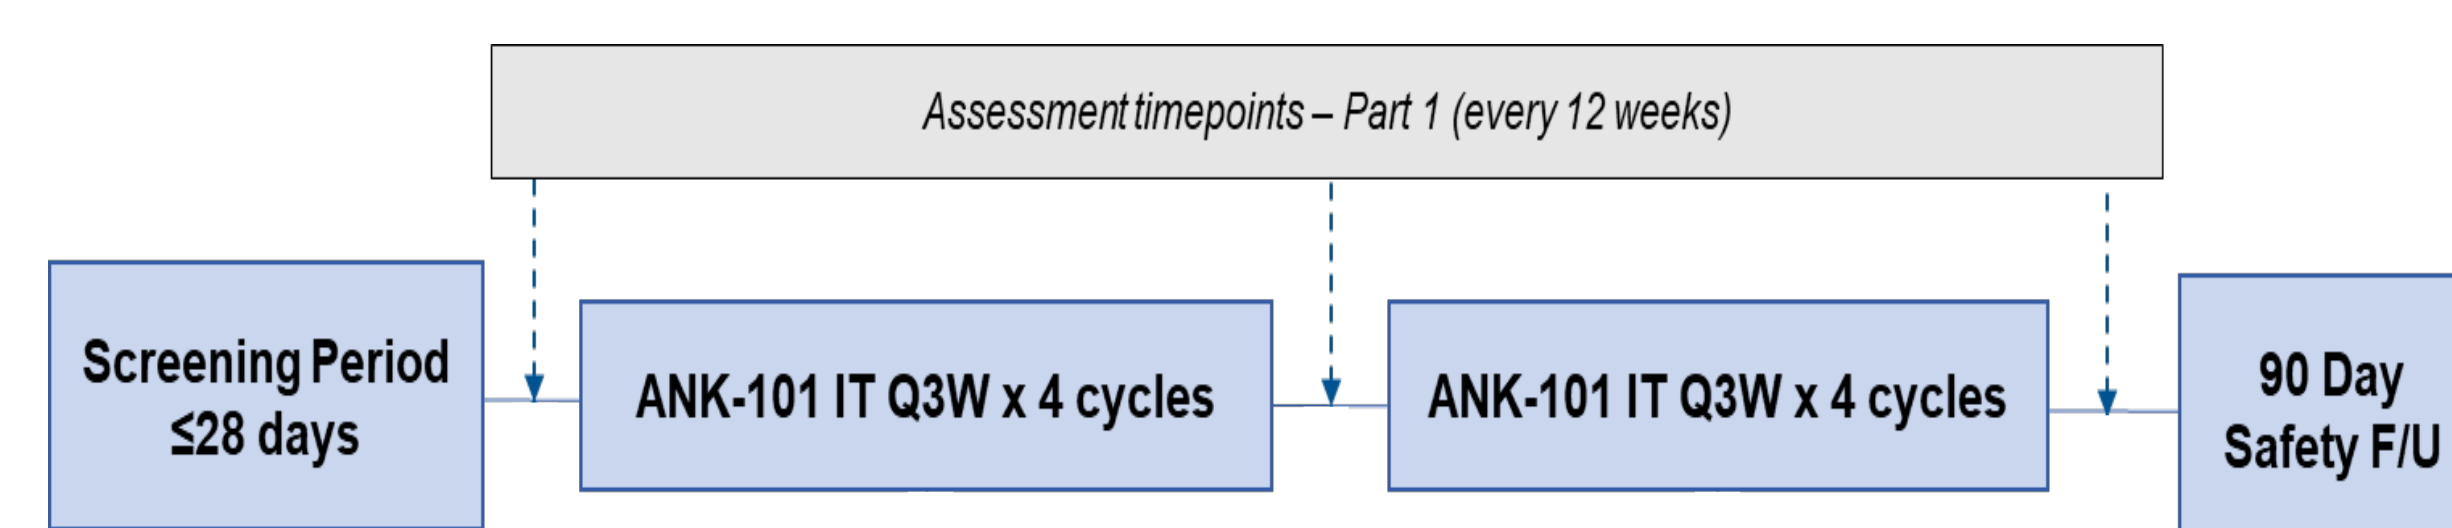 Assessment timepoints – Part 1 (every 12 weeks)
Screening Period
≤28 days
ANK-101 IT Q3W x 4 cycles
ANK-101 IT Q3W x 4 cycles
90 Day
Safety F/U